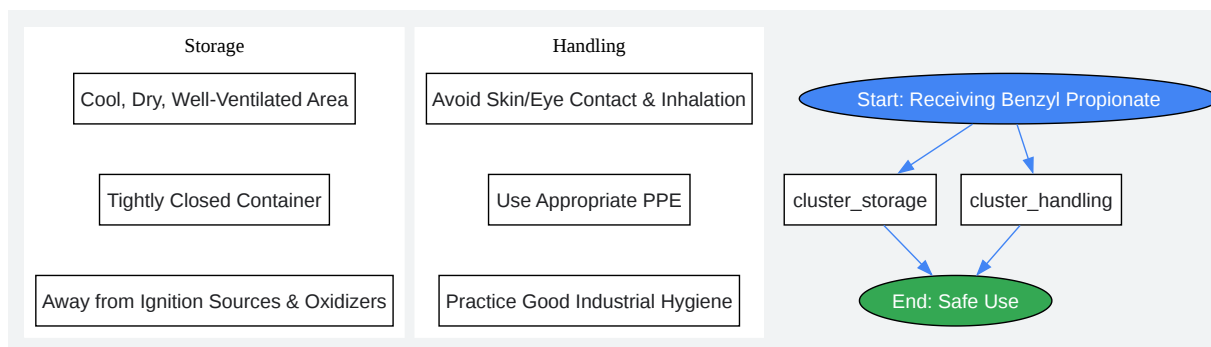 Storage
Cool, Dry, Well-Ventilated Area
Tightly Closed Container
Away from Ignition Sources & Oxidizers
Handling
Avoid Skin/Eye Contact & Inhalation
Use Appropriate PPE
Practice Good Industrial Hygiene
Start: Receiving Benzyl Propionate
cluster_storage
cluster_handling
End: Safe Use